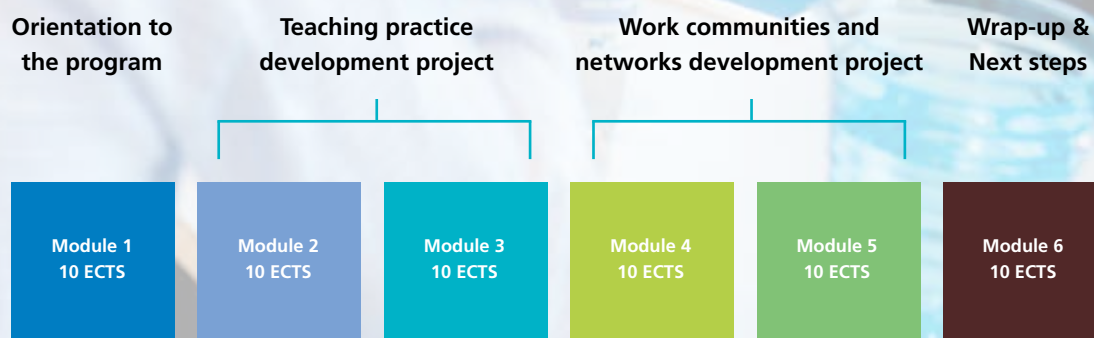 Orientation to
the program
Teaching practice
development project
Work communities and
networks development project
Wrap-up &
Next steps
Module 1
10 ECTS
Module 2
10 ECTS
Module 3
10 ECTS
Module 4
10 ECTS
Module 5
10 ECTS
Module 6
10 ECTS